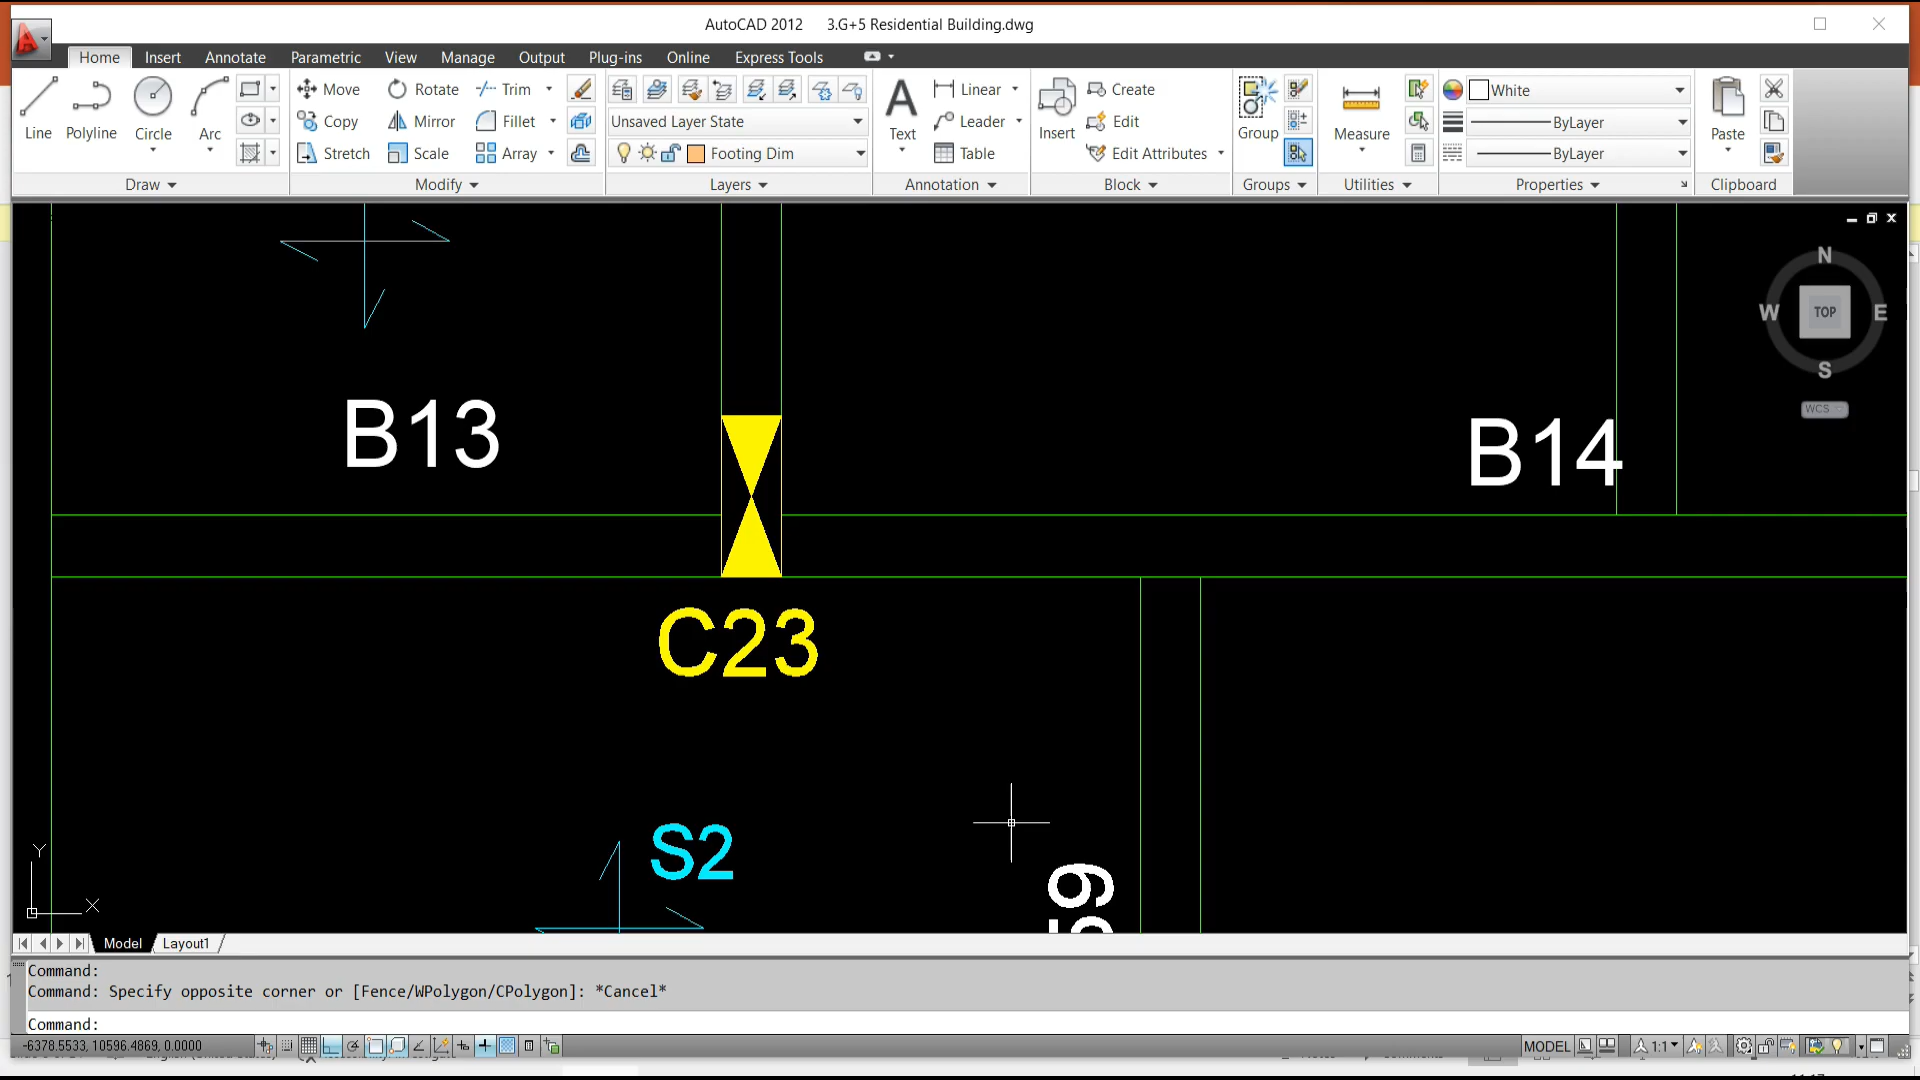 AutoCAD 2012 3.G+5 Residential Building.dwg
Home Insert Annotate Parametric View Manage Output Plug-ins Online Express Tools
Line Polyline Circle Arc
Move Rotate Trim
Copy Mirror Fillet
Stretch Scale Array
Unsaved Layer State
Footing Dim
Text
Linear
Leader
Table
Insert
Create
Edit
Edit Attributes
Group
Measure
White
ByLayer
ByLayer
Paste
Draw Modify Layers Annotation Block Groups Utilities Properties Clipboard
N
W TOP E
S
WCS
B13
B14
C23
S2
59
Y
X
Model Layout1
Command:
Command: Specify opposite corner or [Fence/WPolygon/CPolygon]: *Cancel*
Command:
-6378.5533, 10596.4869, 0.0000 MODEL 1:1